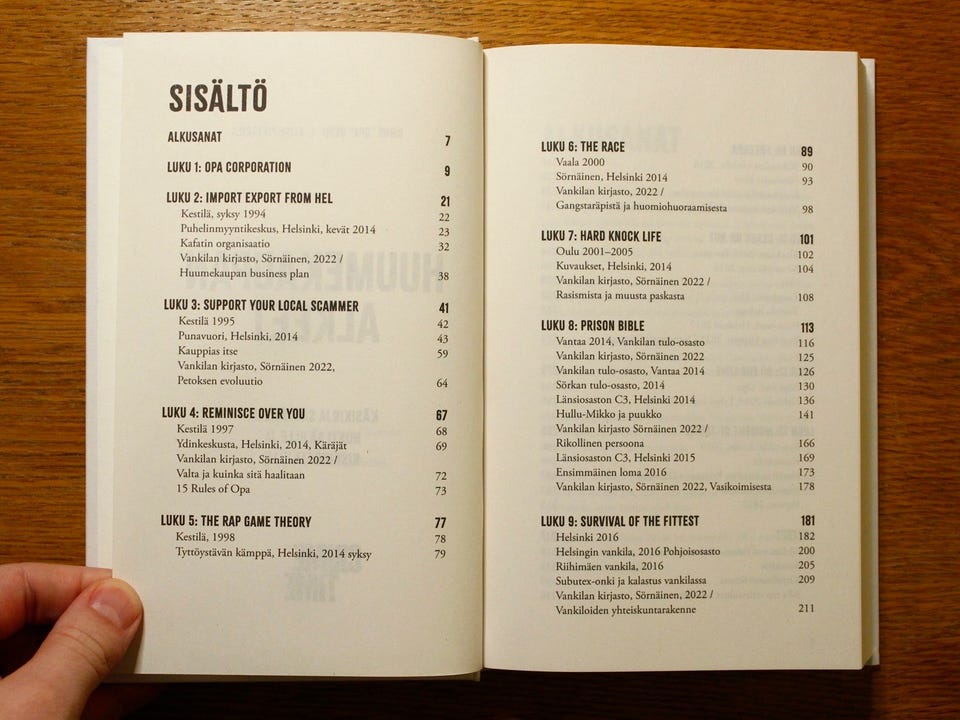 SISÄLTÖ
ALKUSANAT 7
LUKU 1: OPA CORPORATION 9
LUKU 2: IMPORT EXPORT FROM HEL 21
Kestilä, syksy 1994 22
Puhelinmyyntikeskus, Helsinki, kevät 2014 23
Kafatin organisaatio 32
Vankilan kirjasto, Sörnäinen, 2022 /
Huumekaupan business plan 38
LUKU 3: SUPPORT YOUR LOCAL SCAMMER 41
Kestilä 1995 42
Punavuori, Helsinki, 2014 43
Kauppias itse 59
Vankilan kirjasto, Sörnäinen 2022,
Petoksen evoluutio 64
LUKU 4: REMINISCE OVER YOU 67
Kestilä 1997 68
Ydinkeskusta, Helsinki, 2014, Käräjät 69
Vankilan kirjasto, Sörnäinen 2022 /
Valta ja kuinka sitä haalitaan 72
15 Rules of Opa 73
LUKU 5: THE RAP GAME THEORY 77
Kestilä, 1998 78
Tyttöystävän kämppä, Helsinki, 2014 syksy 79
LUKU 6: THE RACE 89
Vaala 2000 90
Sörnäinen, Helsinki 2014 93
Vankilan kirjasto, 2022 /
Gangstaräpistä ja huomiohuoraamisesta 98
LUKU 7: HARD KNOCK LIFE 101
Oulu 2001–2005 102
Kuvaukset, Helsinki, 2014 104
Vankilan kirjasto, Sörnäinen 2022 /
Rasismista ja muusta paskasta 108
LUKU 8: PRISON BIBLE 113
Vantaa 2014, Vankilan tulo-osasto 116
Vankilan kirjasto, Sörnäinen 2022 125
Vankilan tulo-osasto, Vantaa 2014 126
Sörkan tulo-osasto, 2014 130
Länsiosaston C3, Helsinki 2014 136
Hullu-Mikko ja puukko 141
Vankilan kirjasto Sörnäinen 2022 /
Rikollinen persoona 166
Länsiosaston C3, Helsinki 2015 169
Ensimmäinen loma 2016 173
Vankilan kirjasto, Sörnäinen 2022, Vasikoimisesta 178
LUKU 9: SURVIVAL OF THE FITTEST 181
Helsinki 2016 182
Helsingin vankila, 2016 Pohjoisosasto 200
Riihimäen vankila, 2016 205
Subutex-onki ja kalastus vankilassa 209
Vankilan kirjasto, Sörnäinen, 2022 /
Vankiloiden yhteiskuntarakenne 211